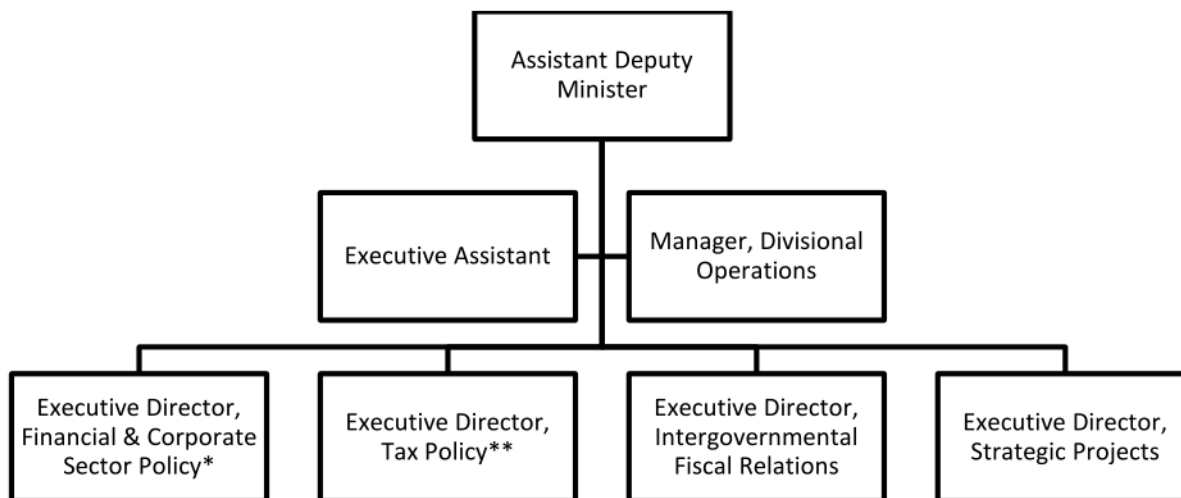 Assistant Deputy
Minister
Executive Assistant
Manager, Divisional
Operations
Executive Director,
Financial & Corporate
Sector Policy*
Executive Director,
Tax Policy**
Executive Director,
Intergovernmental
Fiscal Relations
Executive Director,
Strategic Projects